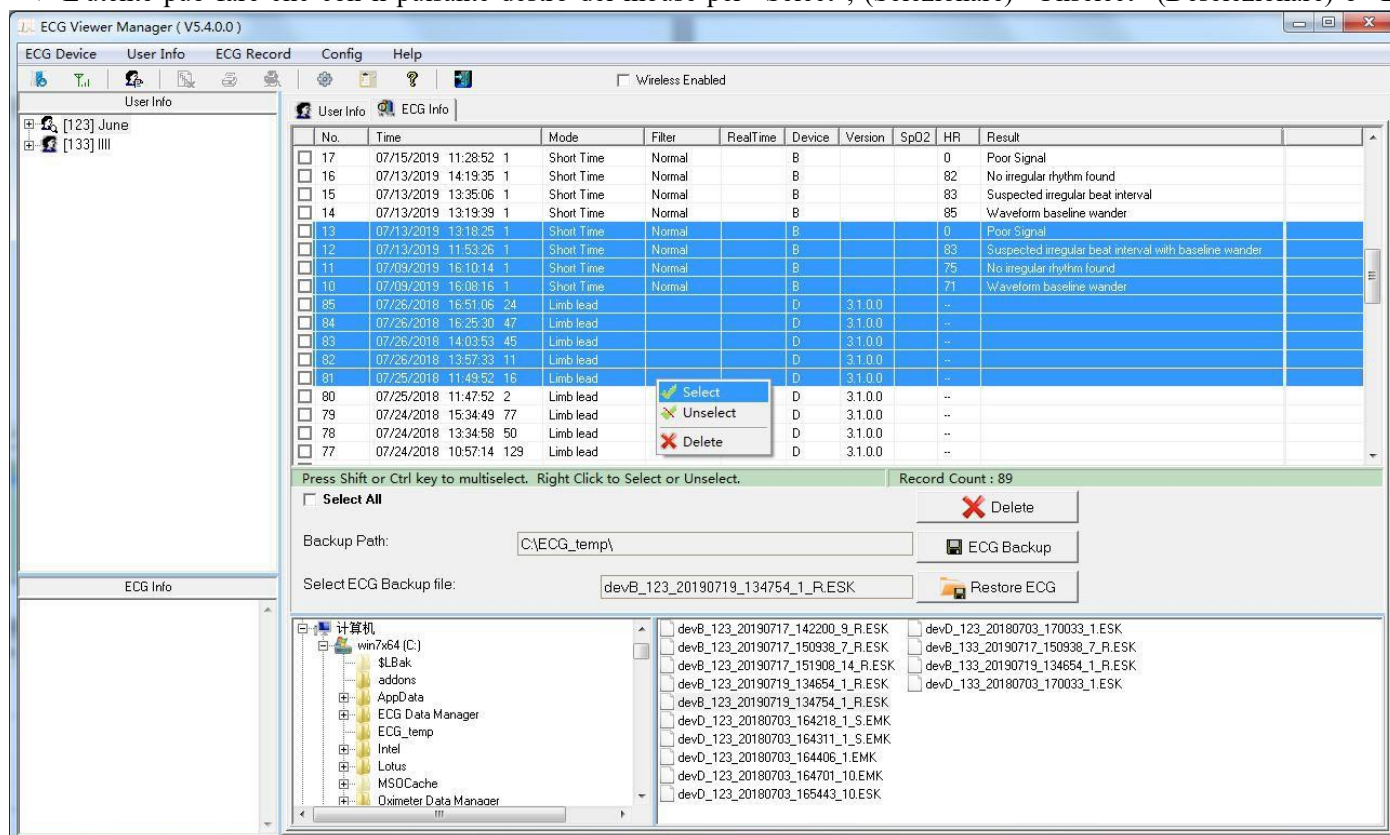 ECG Viewer Manager ( V5.4.0.0 )
ECG Device User Info ECG Record Config Help
Wireless Enabled
User Info
[123] June
[133] llll
User Info ECG Info
No. Time Mode Filter RealTime Device Version SpO2 HR Result
17 07/15/2019 11:28:52 1 Short Time Normal B 0 Poor Signal
16 07/13/2019 14:19:35 1 Short Time Normal B 82 No irregular rhythm found
15 07/13/2019 13:35:06 1 Short Time Normal B 83 Suspected irregular beat interval
14 07/13/2019 13:19:39 1 Short Time Normal B 85 Waveform baseline wander
13 07/13/2019 13:18:25 1 Short Time Normal B 0 Poor Signal
12 07/13/2019 11:53:26 1 Short Time Normal B 83 Suspected irregular beat interval with baseline wander
11 07/09/2019 16:10:14 1 Short Time Normal B 75 No irregular rhythm found
10 07/09/2019 16:08:16 1 Short Time Normal B 71 Waveform baseline wander
85 07/26/2018 16:51:06 24 Limb lead D 3.1.0.0 --
84 07/26/2018 16:25:30 47 Limb lead D 3.1.0.0 --
83 07/26/2018 14:03:53 45 Limb lead D 3.1.0.0 --
82 07/26/2018 13:57:33 11 Limb lead D 3.1.0.0 --
81 07/25/2018 11:49:52 16 Limb lead D 3.1.0.0 --
80 07/25/2018 11:47:52 2 Limb lead D 3.1.0.0 --
79 07/24/2018 15:34:49 77 Limb lead D 3.1.0.0 --
78 07/24/2018 13:34:58 50 Limb lead D 3.1.0.0 --
77 07/24/2018 10:57:14 129 Limb lead D 3.1.0.0 --
Select
Unselect
Delete
Press Shift or Ctrl key to multiselect. Right Click to Select or Unselect. Record Count : 89
Select All
Delete
Backup Path: C:\ECG_temp\ ECG Backup
Select ECG Backup file: devB_123_20190719_134754_1_R.ESK Restore ECG
ECG Info
计算机
win7x64 (C:)
$LBak
addons
AppData
ECG Data Manager
ECG_temp
Intel
Lotus
MSOCache
Oximeter Data Manager
devB_123_20190717_142200_9_R.ESK
devB_123_20190717_150938_7_R.ESK
devB_123_20190717_151908_14_R.ESK
devB_123_20190719_134654_1_R.ESK
devB_123_20190719_134754_1_R.ESK
devD_123_20180703_164218_1_S.EMK
devD_123_20180703_164311_1_S.EMK
devD_123_20180703_164406_1.EMK
devD_123_20180703_164701_10.EMK
devD_123_20180703_165443_10.ESK
devD_123_20180703_170033_1.ESK
devB_133_20190717_150938_7_R.ESK
devB_133_20190719_134654_1_R.ESK
devD_133_20180703_170033_1.ESK